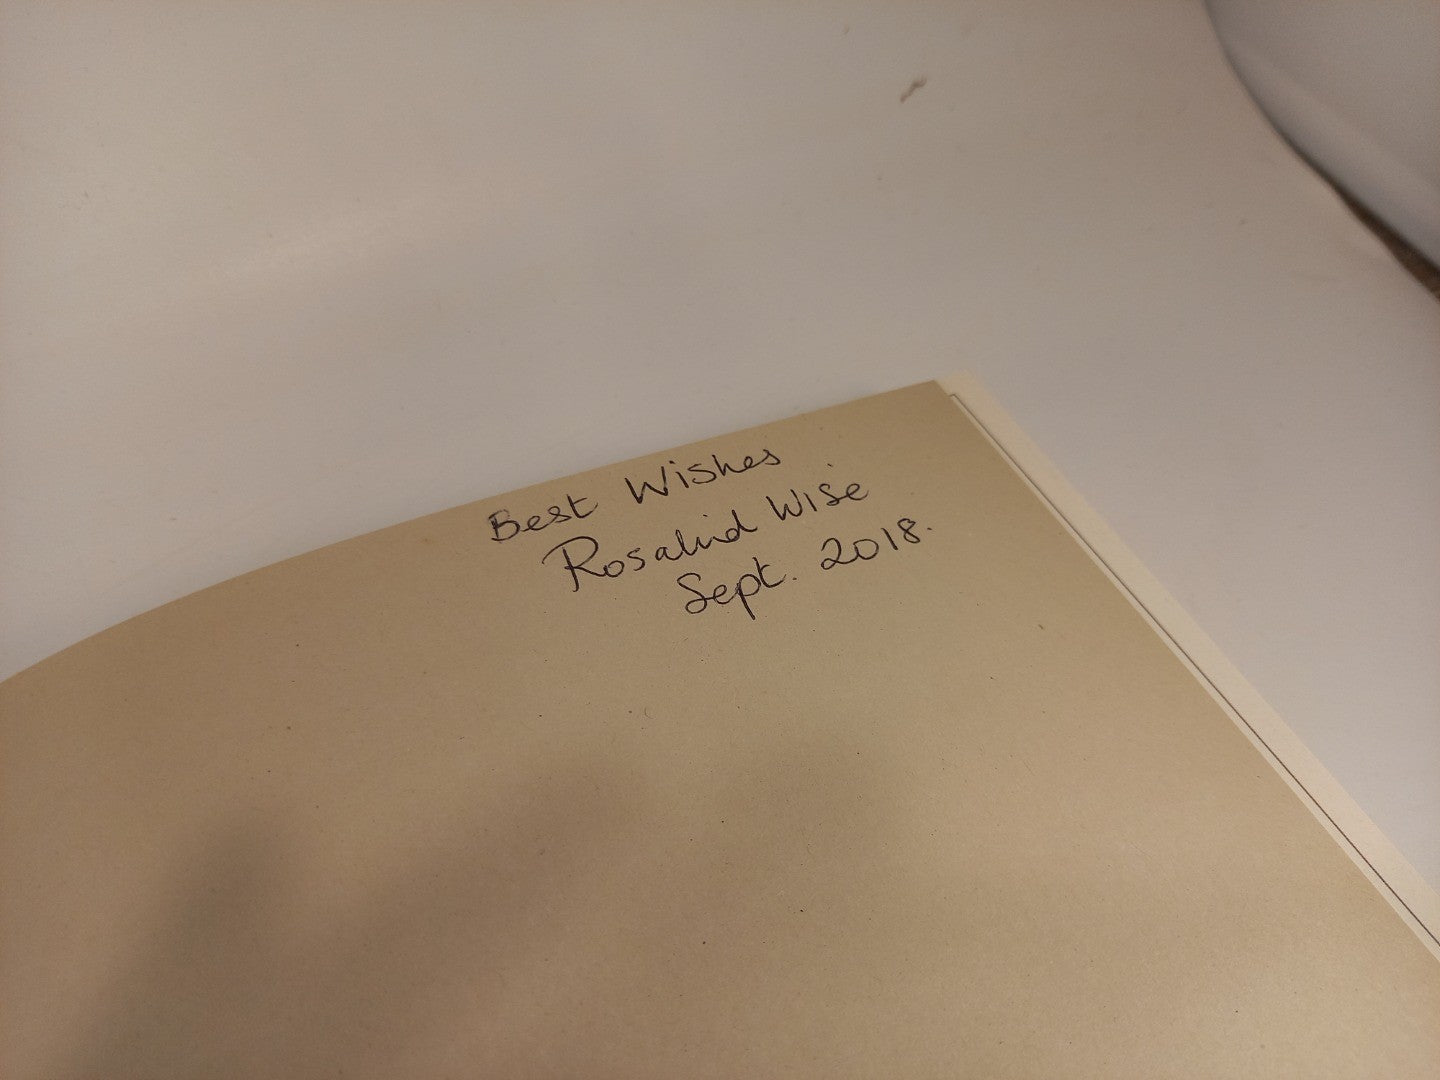 Best Wishes
Rosalind Wise
Sept. 2018.